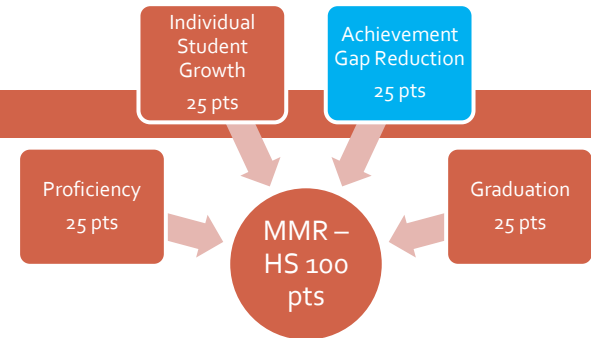 Individual
Student
Growth
25 pts
Achievement
Gap Reduction
25 pts
Proficiency
25 pts
Graduation
25 pts
MMR –
HS 100
pts